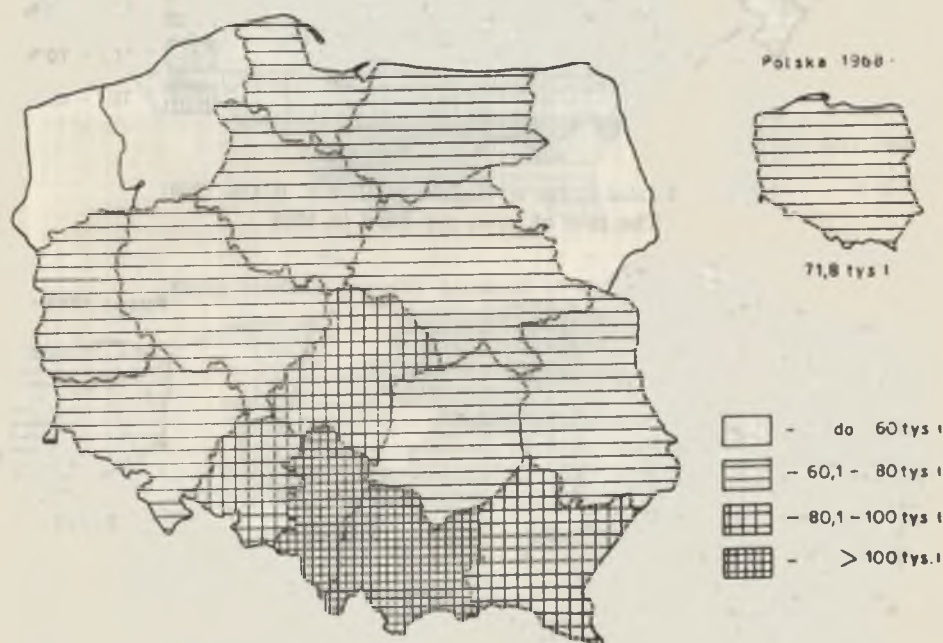 Polska 1968
71,8 tys l
- do 60 tys l
- 60,1 - 80 tys l
- 80,1 - 100 tys l
- > 100 tys. l